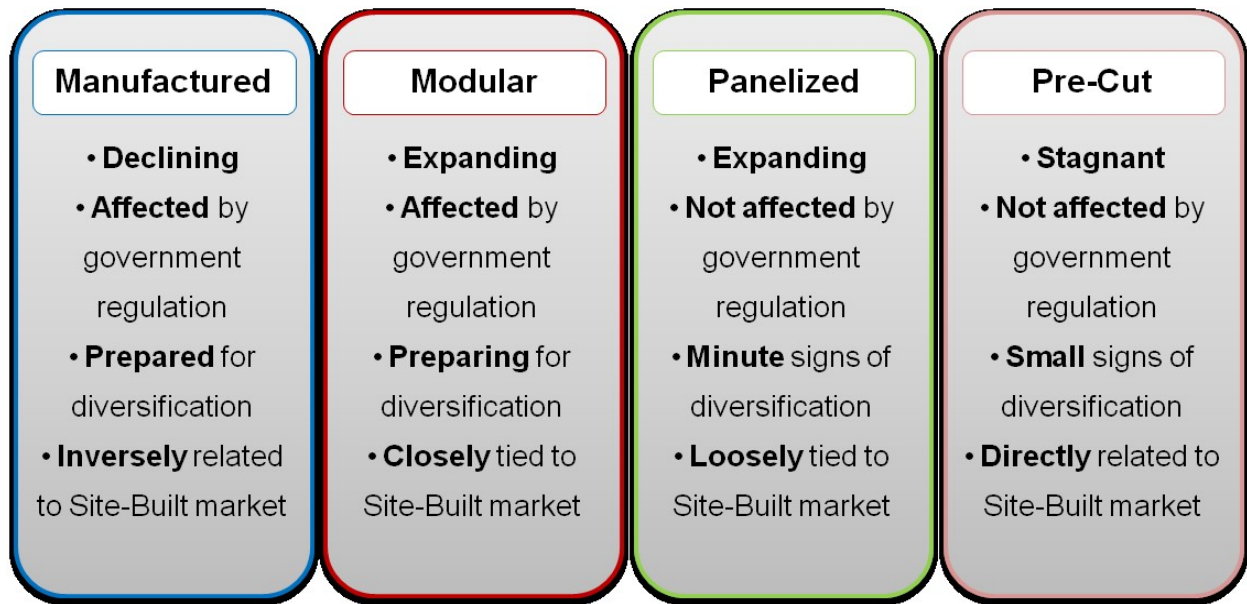 Manufactured
• Declining
• Affected by
government
regulation
• Prepared for
diversification
• Inversely related
to Site-Built market
Modular
• Expanding
• Affected by
government
regulation
• Preparing for
diversification
• Closely tied to
Site-Built market
Panelized
• Expanding
• Not affected by
government
regulation
• Minute signs of
diversification
• Loosely tied to
Site-Built market
Pre-Cut
• Stagnant
• Not affected by
government
regulation
• Small signs of
diversification
• Directly related to
Site-Built market